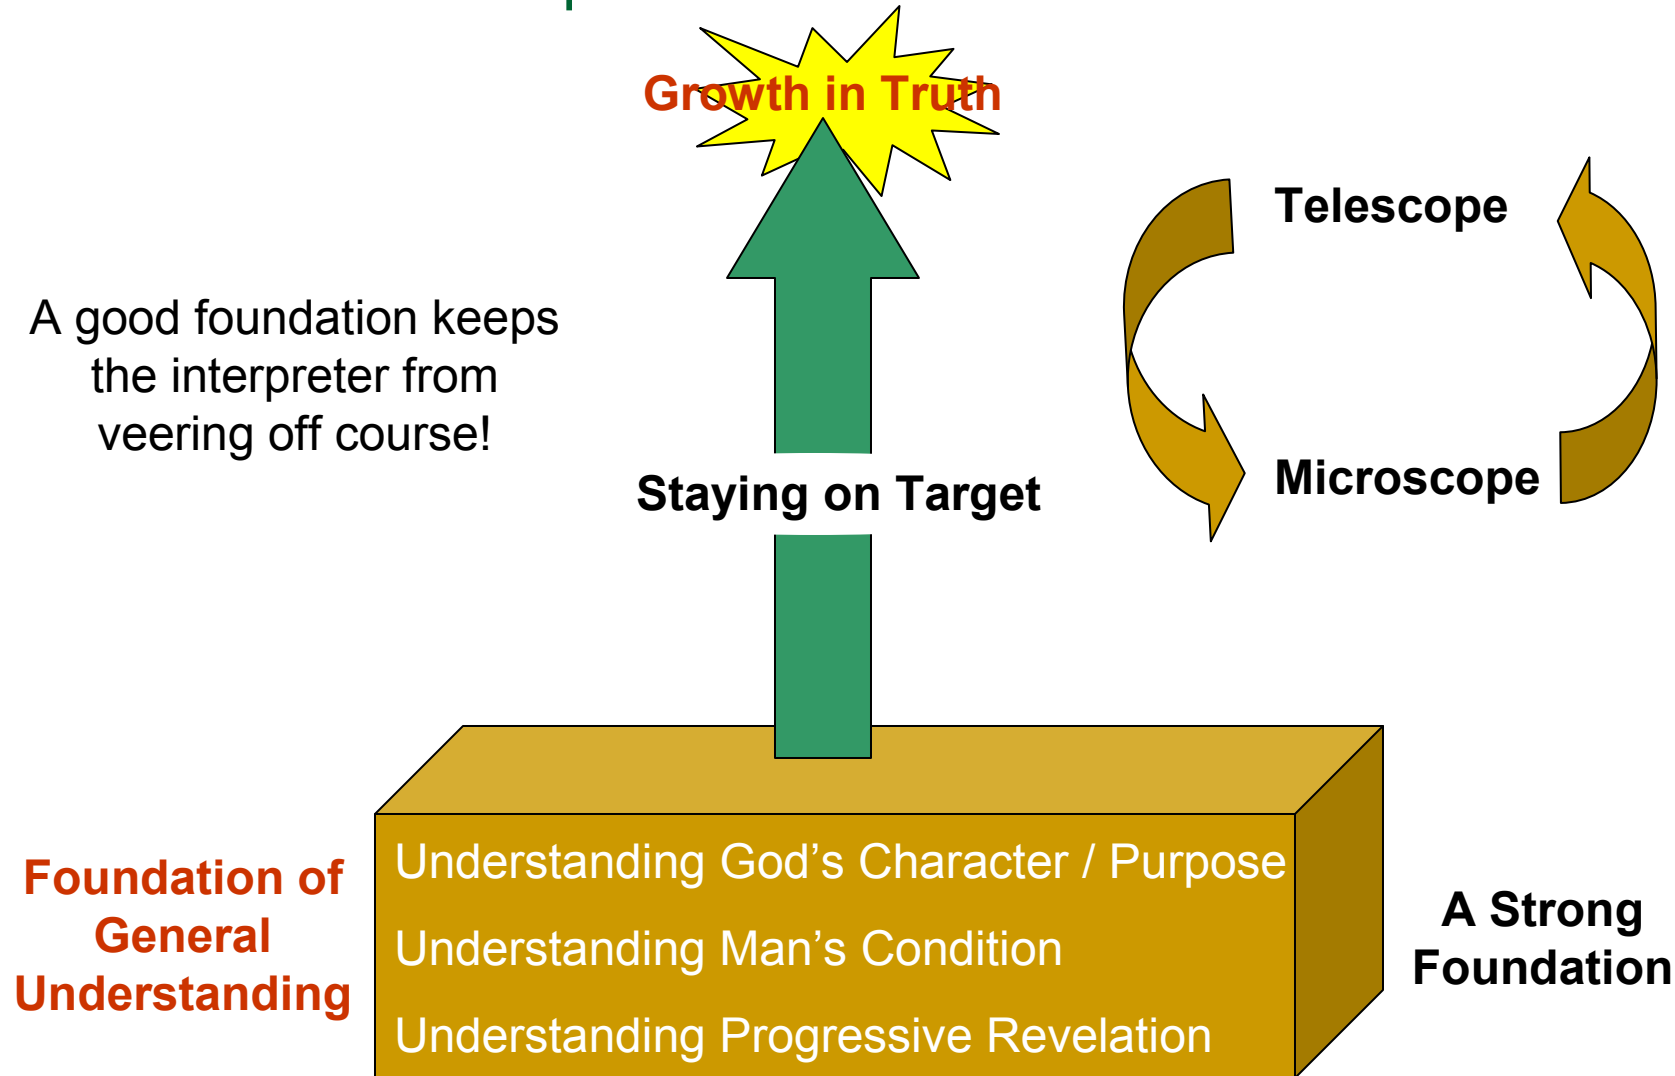 Growth in Truth
Telescope
A good foundation keeps
the interpreter from
veering off course!
Microscope
Staying on Target
Foundation of
General
Understanding
Understanding God’s Character / Purpose
Understanding Man’s Condition
Understanding Progressive Revelation
A Strong
Foundation